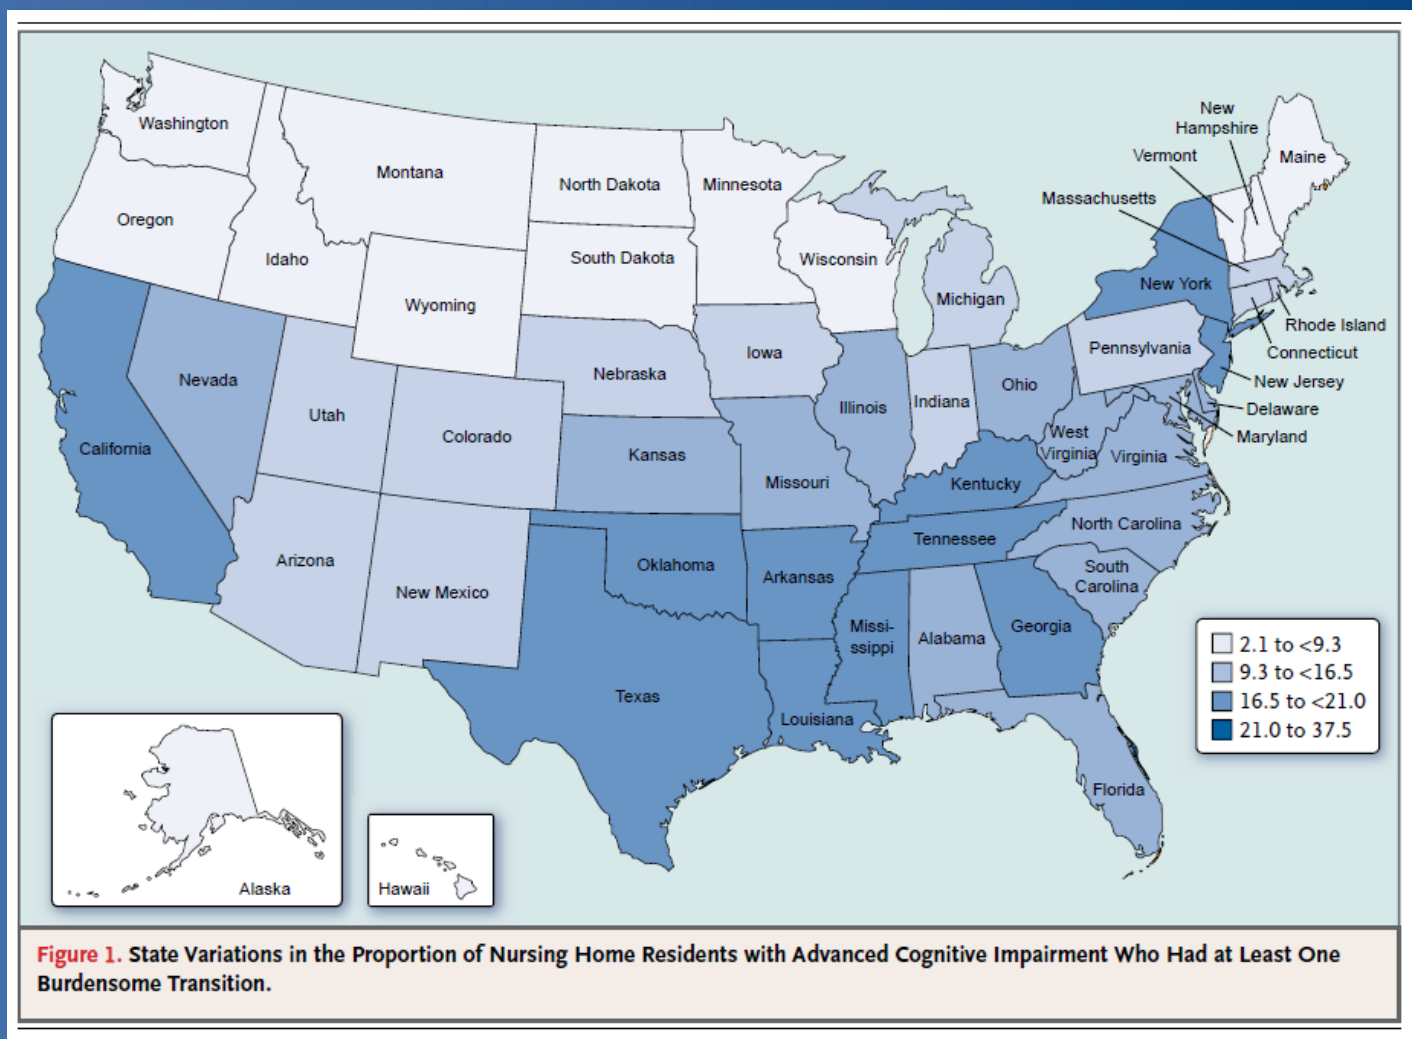 New
Hampshire
Vermont
Maine
Massachusetts
Washington
Montana
North Dakota
Minnesota
Oregon
Idaho
South Dakota
Wisconsin
Wyoming
Michigan
New York
Rhode Island
Connecticut
New Jersey
Delaware
Maryland
Pennsylvania
Iowa
Nebraska
Nevada
Utah
Colorado
Illinois
Indiana
Ohio
California
Kansas
Missouri
West
Virginia
Virginia
Kentucky
North Carolina
Tennessee
Arizona
New Mexico
Oklahoma
Arkansas
South
Carolina
Missi-
ssippi
Alabama
Georgia
Texas
Louisiana
Florida
2.1 to <9.3
9.3 to <16.5
16.5 to <21.0
21.0 to 37.5
Alaska
Hawaii
Figure 1. State Variations in the Proportion of Nursing Home Residents with Advanced Cognitive Impairment Who Had at Least One
Burdensome Transition.